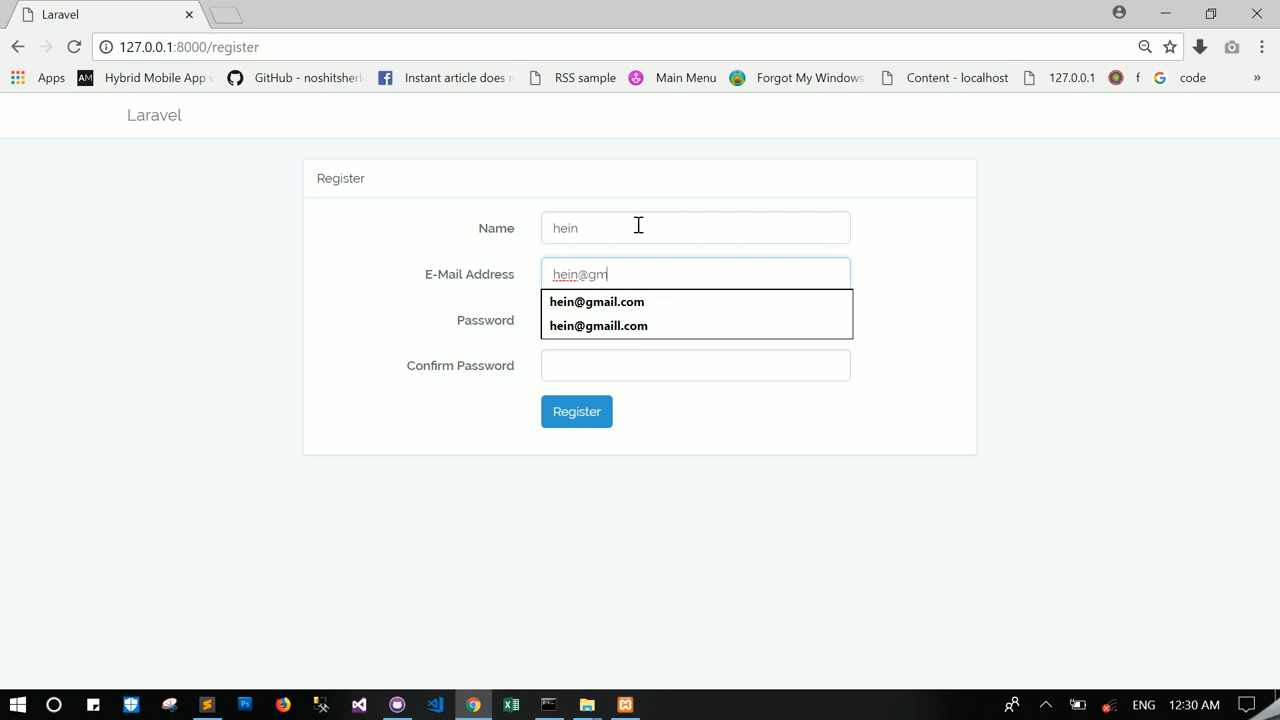 Laravel
127.0.0.1:8000/register
Apps
AM
Hybrid Mobile App
GitHub - noshitsherl
Instant article does n
RSS sample
Main Menu
Forgot My Windows
Content - localhost
127.0.0.1
f
code
»
Laravel
Register
Name
hein
E-Mail Address
hein@gm
hein@gmail.com
hein@gmaill.com
Password
Confirm Password
Register
ENG
12:30 AM